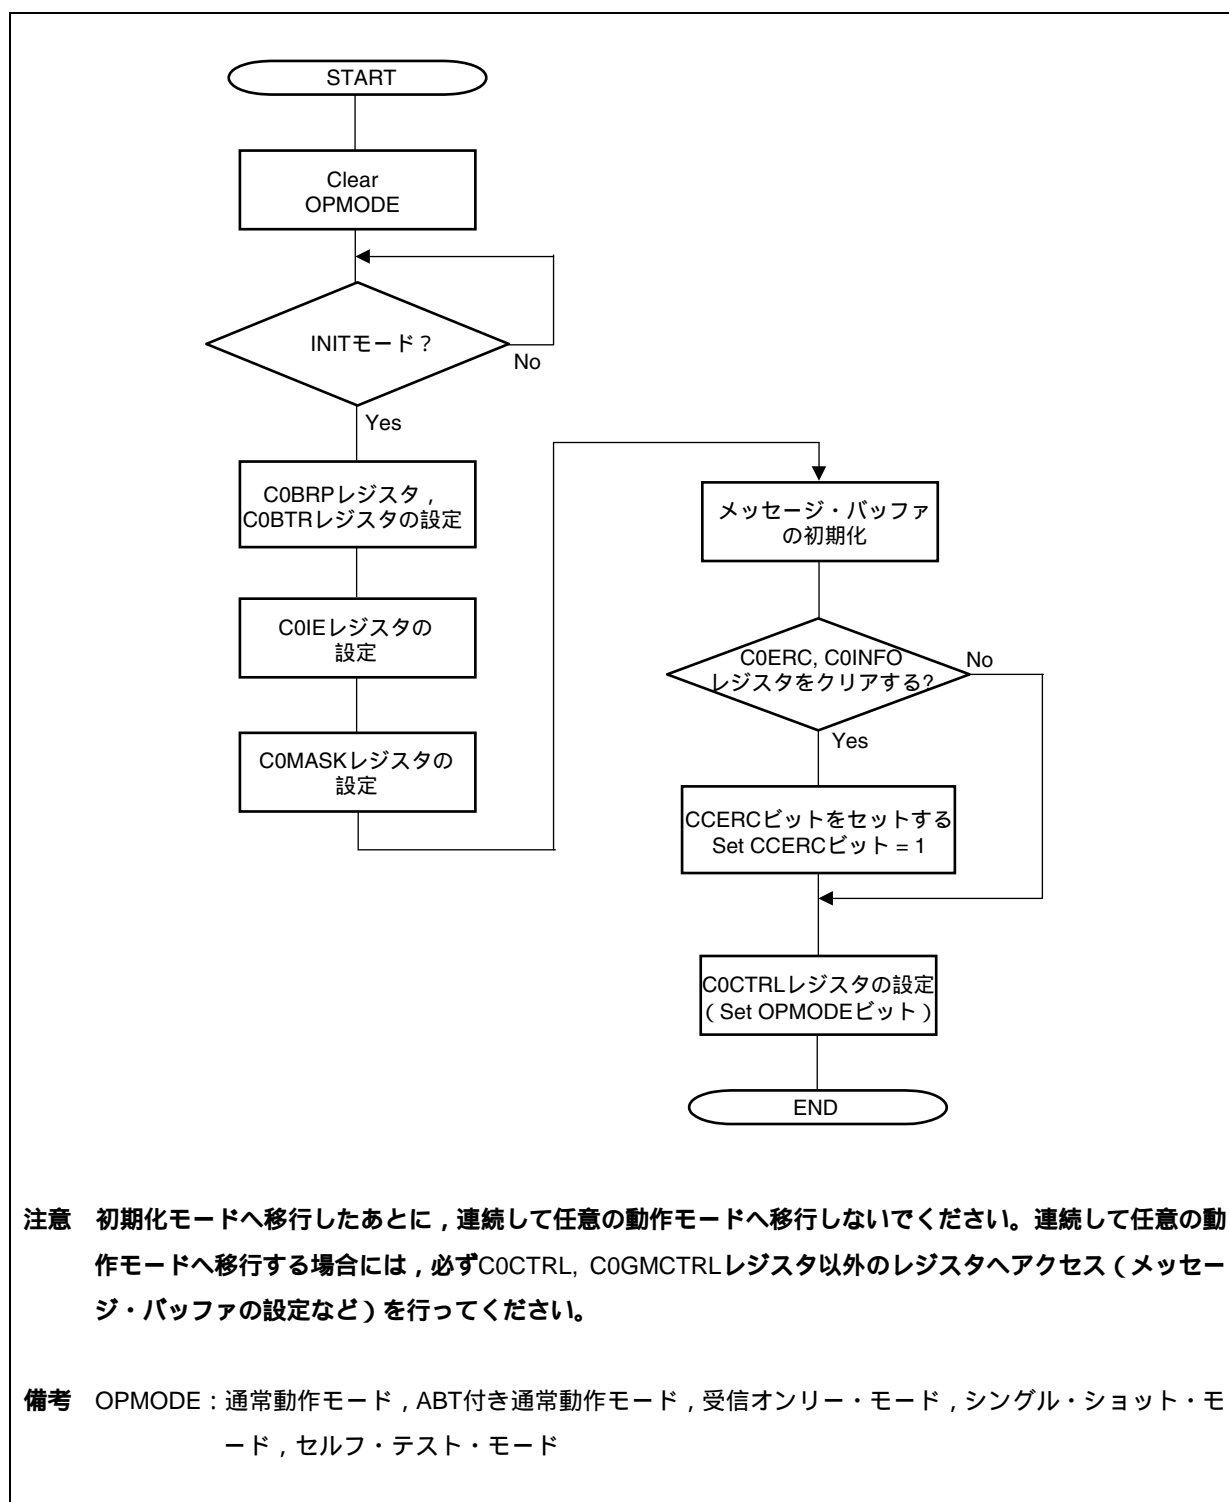 START
Clear
OPMODE
INITモード？
No
Yes
C0BRPレジスタ，
C0BTRレジスタの設定
C0IEレジスタの
設定
C0MASKレジスタの
設定
メッセージ・バッファ
の初期化
C0ERC, C0INFO
レジスタをクリアする?
No
Yes
CCERCビットをセットする
Set CCERCビット = 1
C0CTRLレジスタの設定
（Set OPMODEビット）
END
注意　初期化モードへ移行したあとに，連続して任意の動作モードへ移行しないでください。連続して任意の動
作モードへ移行する場合には，必ずC0CTRL, C0GMCTRLレジスタ以外のレジスタへアクセス（メッセー
ジ・バッファの設定など）を行ってください。
備考　OPMODE：通常動作モード，ABT付き通常動作モード，受信オンリー・モード，シングル・ショット・モ
ード，セルフ・テスト・モード